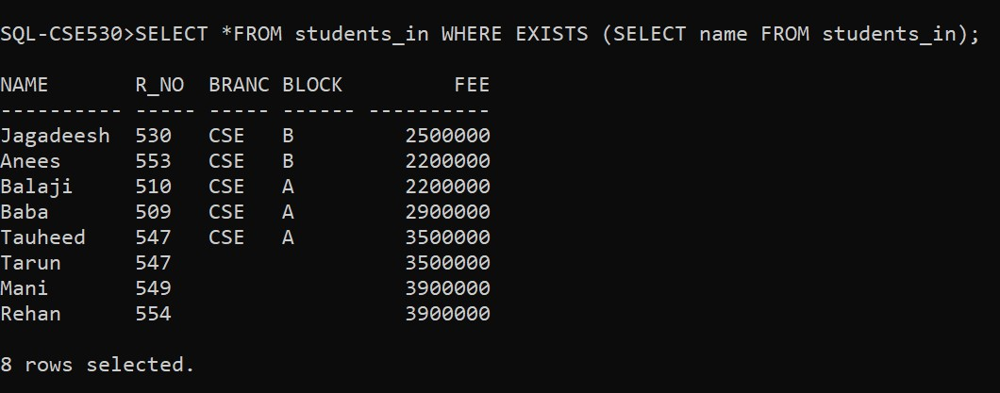 SQL-CSE530>SELECT *FROM students_in WHERE EXISTS (SELECT name FROM students_in);
NAME       R_NO  BRANC BLOCK         FEE
---------- ----- ----- ------ ----------
Jagadeesh  530   CSE   B         2500000
Anees      553   CSE   B         2200000
Balaji     510   CSE   A         2200000
Baba       509   CSE   A         2900000
Tauheed    547   CSE   A         3500000
Tarun      547                   3500000
Mani       549                   3900000
Rehan      554                   3900000
8 rows selected.